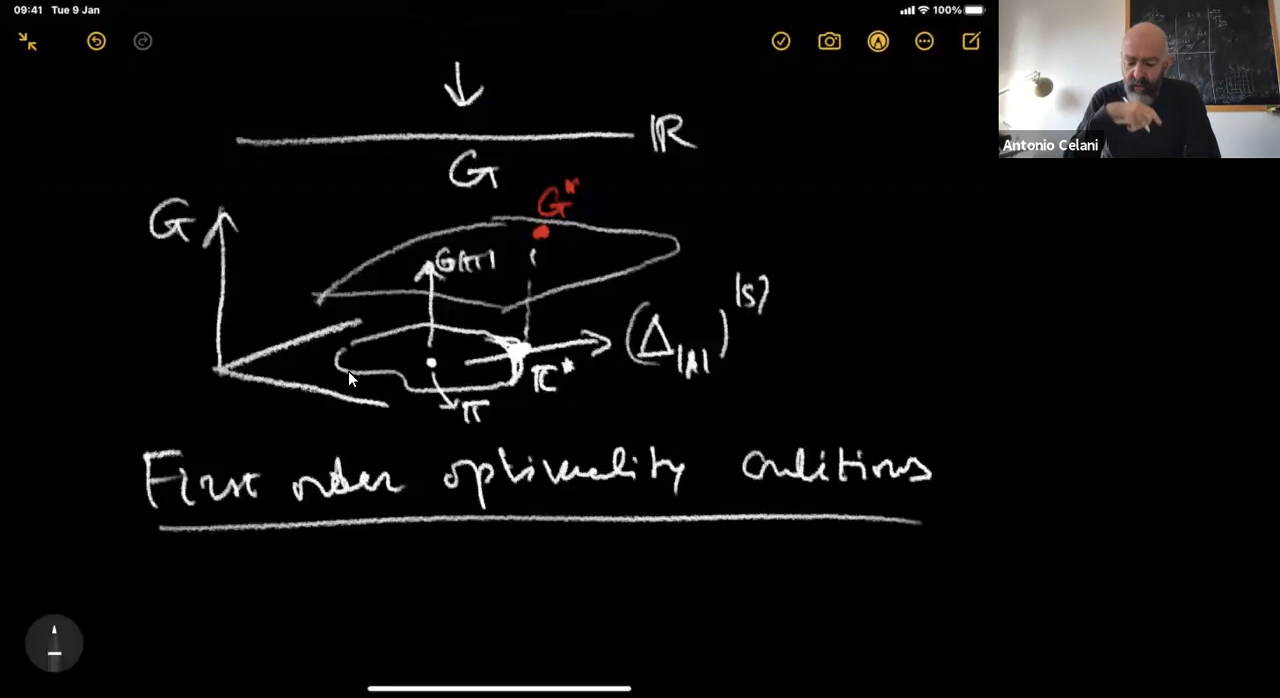 09:41 Tue 9 Jan
100%
Antonio Celani
ℝ
G
G
G*
G(π)
(Δ|A|)|S|
π*
π
First order optimality conditions